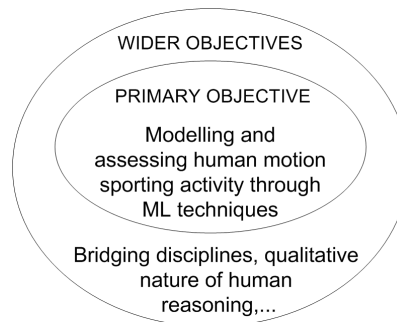 WIDER OBJECTIVES
PRIMARY OBJECTIVE
Modelling and
assessing human motion
sporting activity through
ML techniques
Bridging disciplines, qualitative
nature of human
reasoning,...